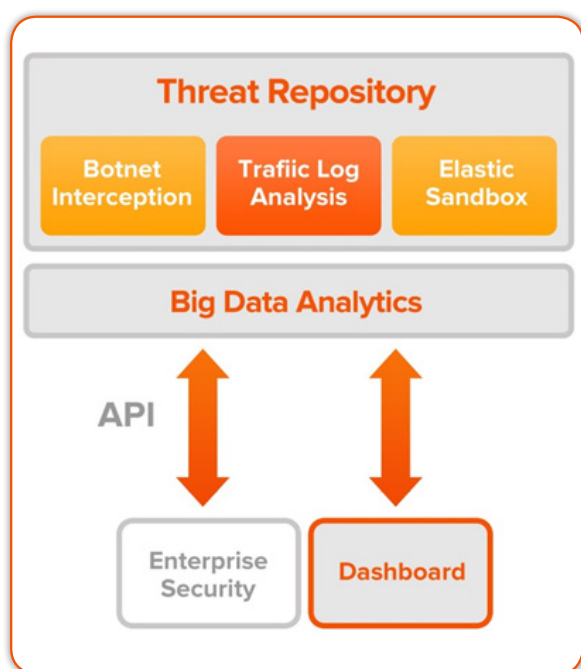 Threat Repository
Botnet
Interception
Trafiic Log
Analysis
Elastic
Sandbox
Big Data Analytics
API
Enterprise
Security
Dashboard